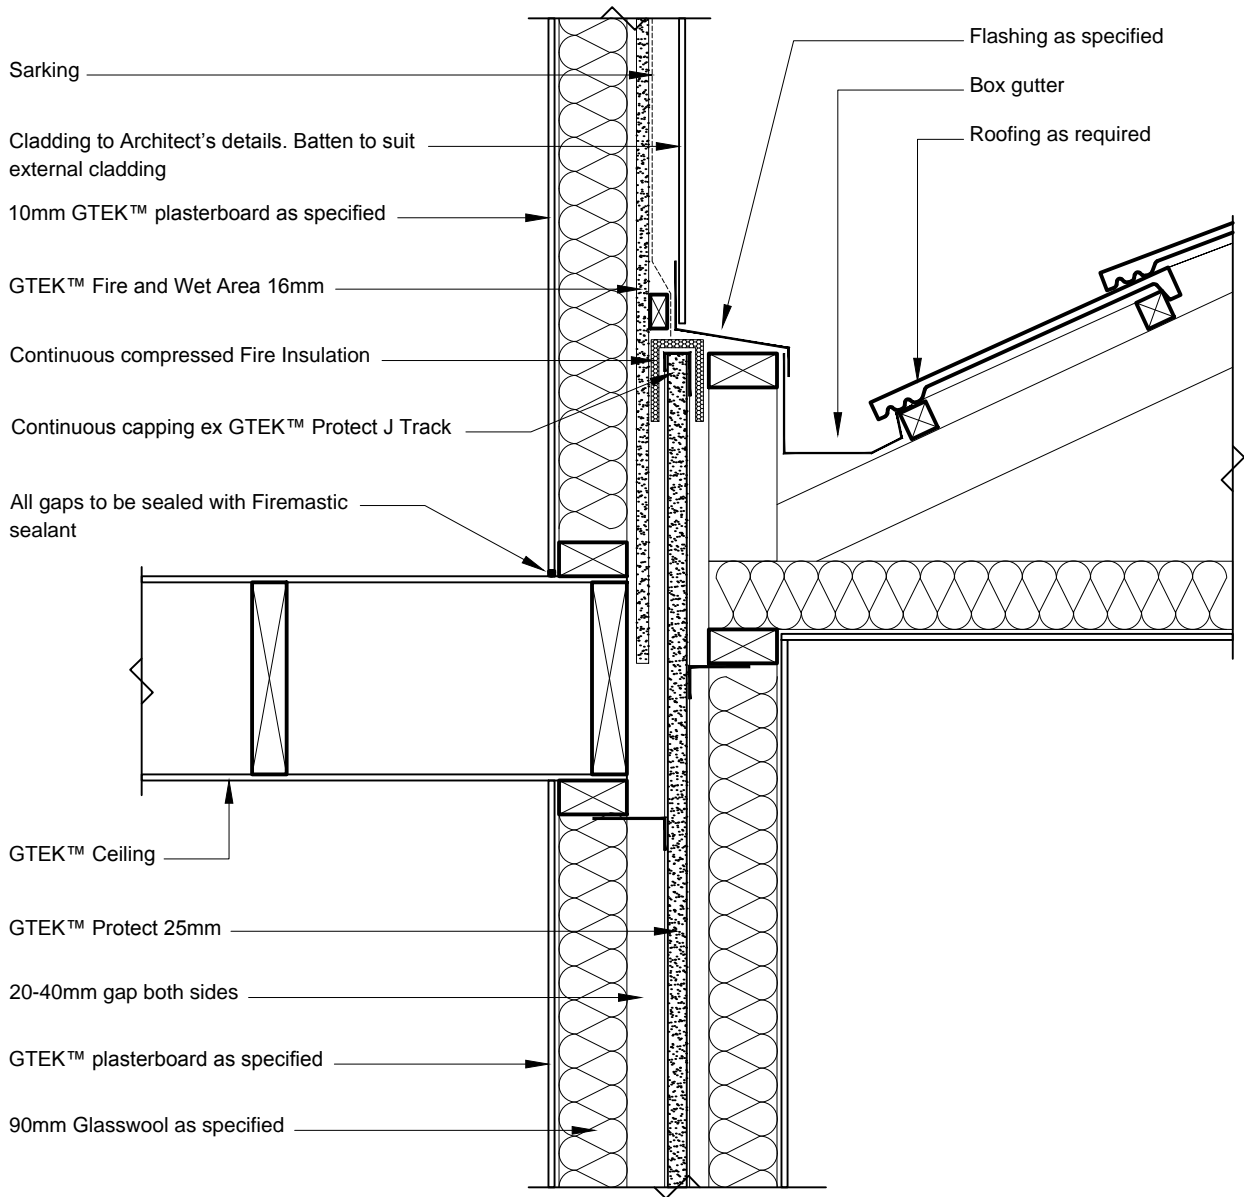 Sarking
Cladding to Architect’s details. Batten to suit
external cladding
10mm GTEK™ plasterboard as specified
GTEK™ Fire and Wet Area 16mm
Continuous compressed Fire Insulation
Continuous capping ex GTEK™ Protect J Track
All gaps to be sealed with Firemastic
sealant
GTEK™ Ceiling
GTEK™ Protect 25mm
20-40mm gap both sides
GTEK™ plasterboard as specified
90mm Glasswool as specified
Flashing as specified
Box gutter
Roofing as required